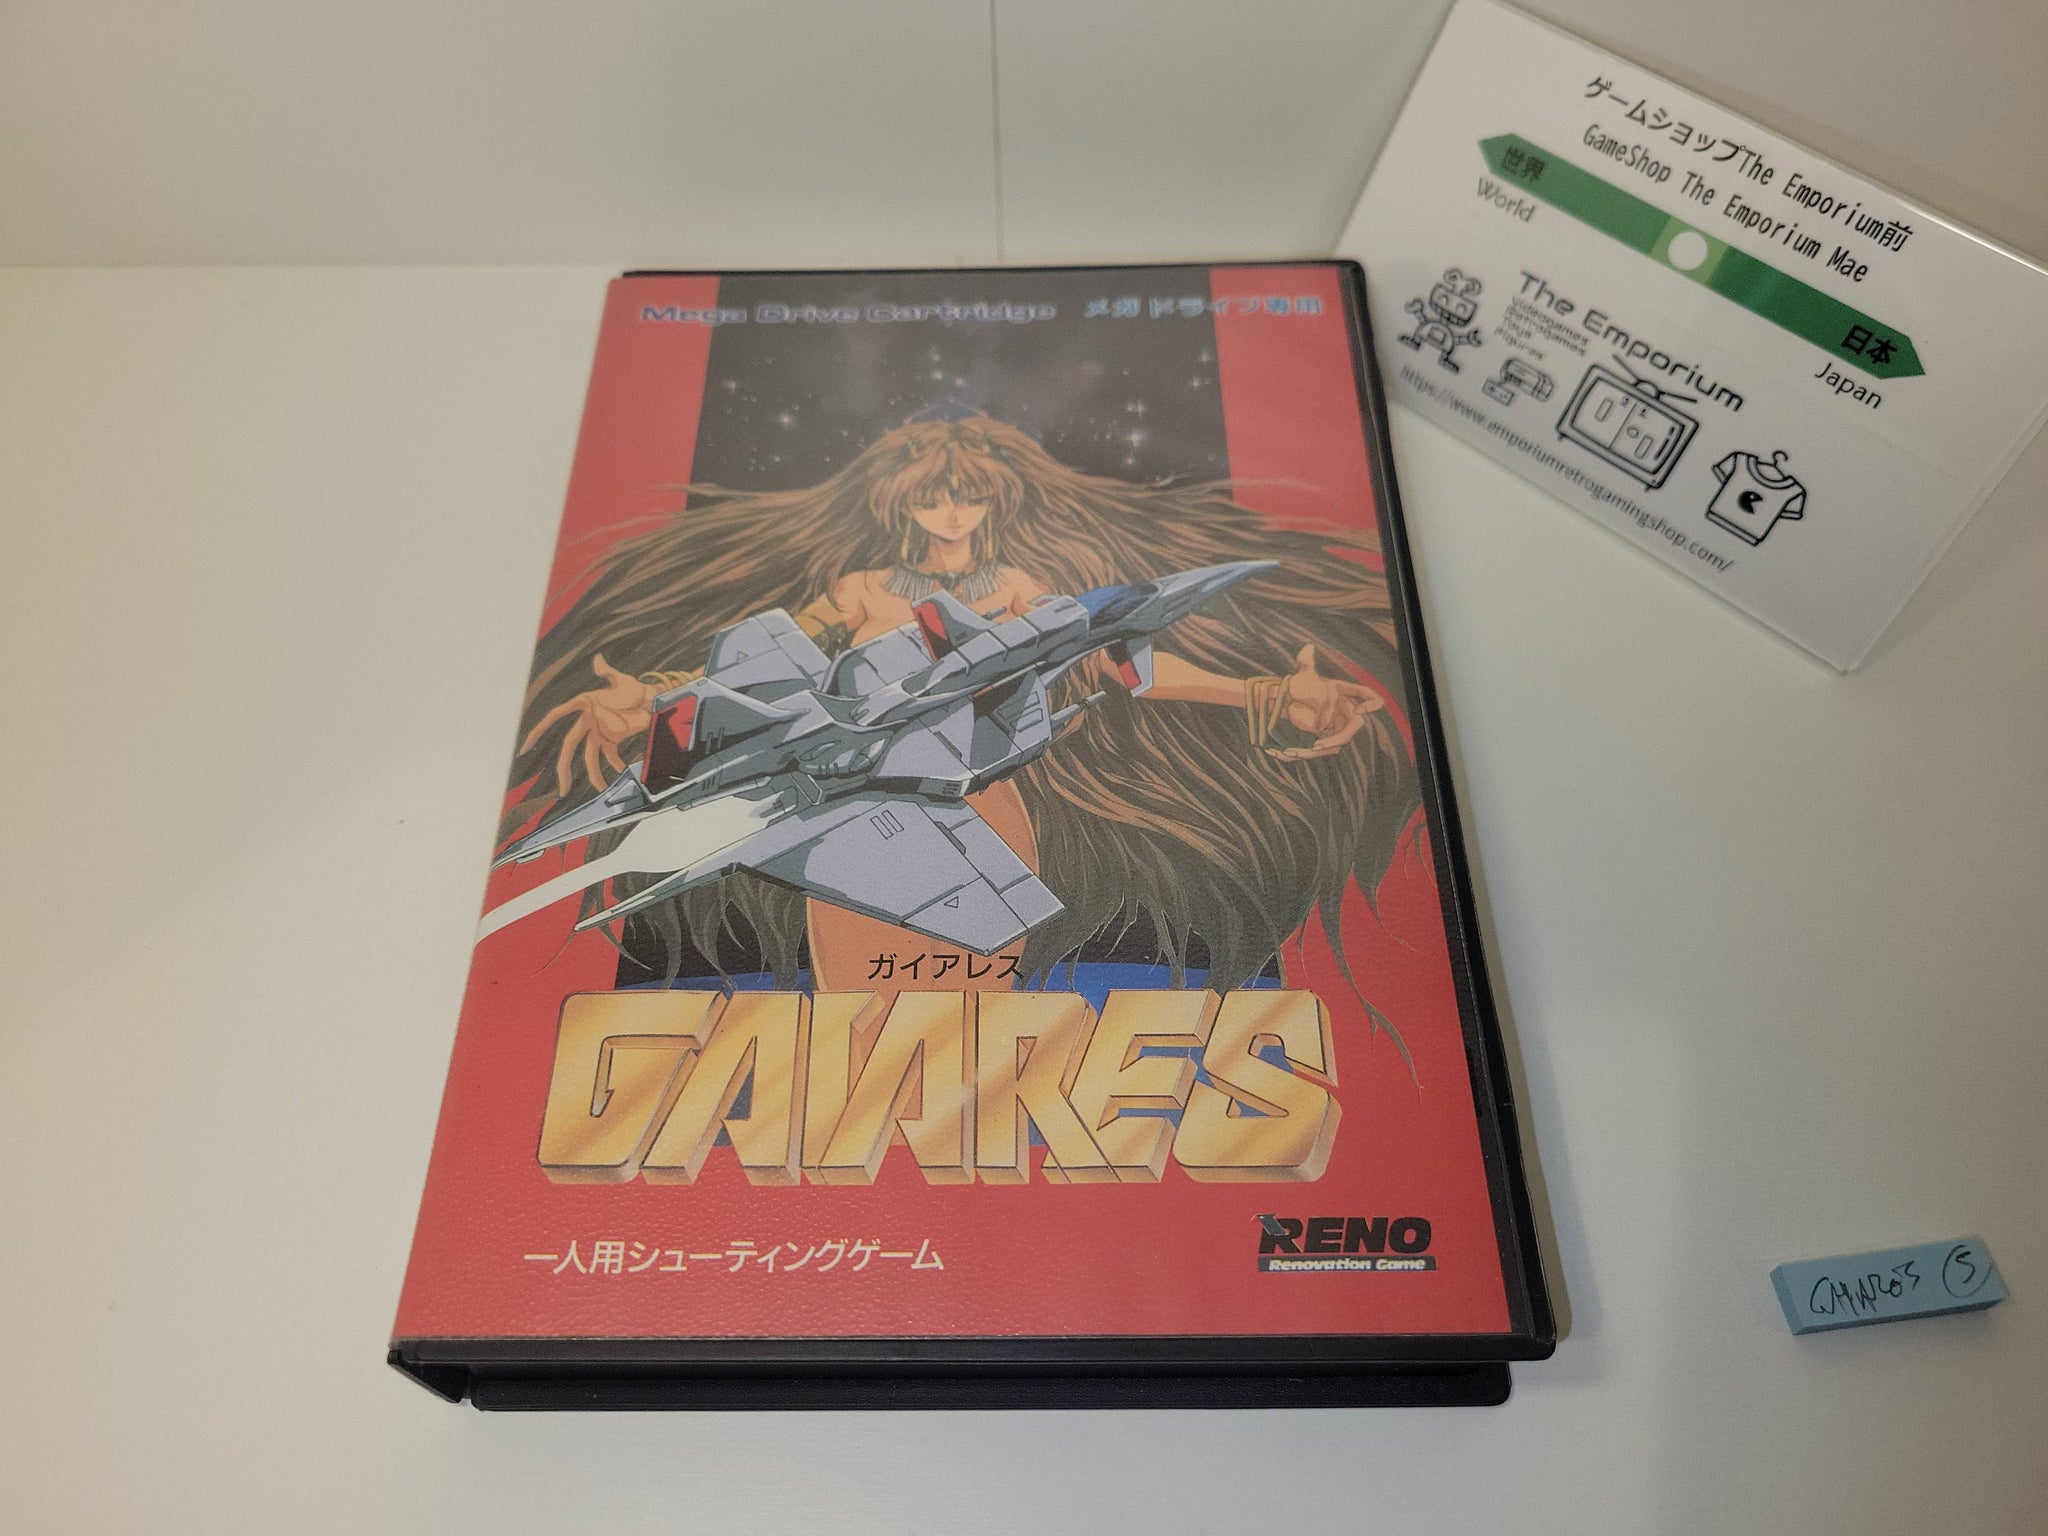 Mega Drive Cartridge メガドライブ専用
ガイアレス
GAIARES
一人用シューティングゲーム
RENO
Renovation Game
ゲームショップThe Emporium前
GameShop The Emporium Mae
世界
World
日本
Japan
The Emporium
videogames
Retrogames
Toys
Figures
https://www.emporiumretrogamingshop.com/